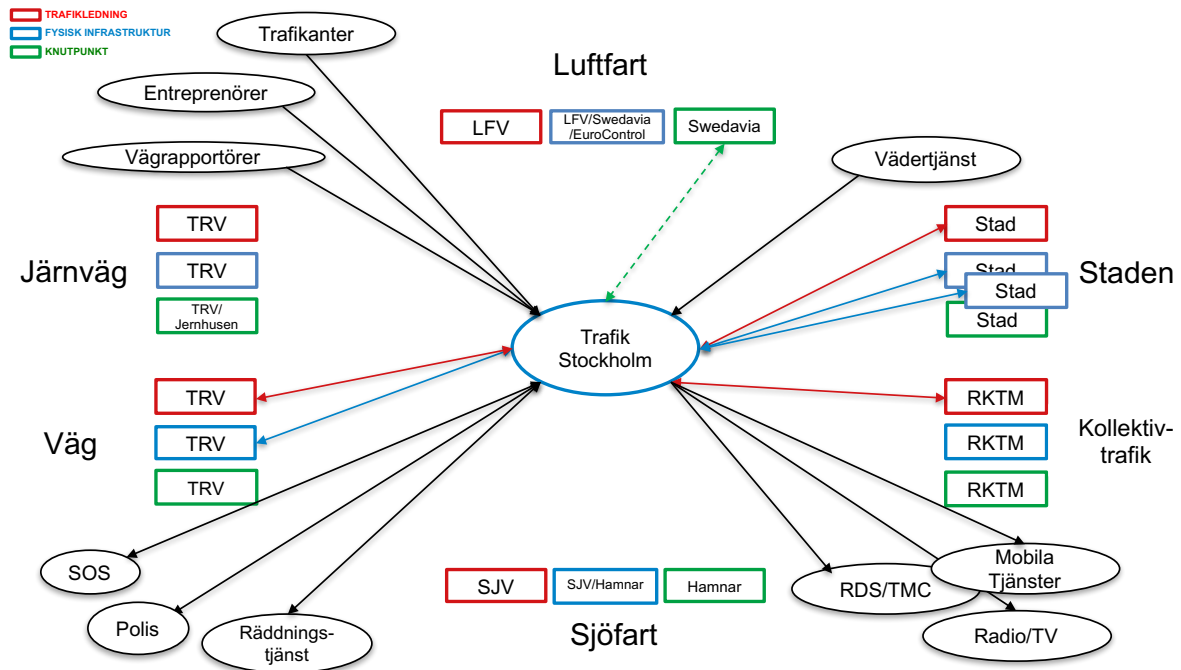 TRAFIKLEDNING
FYSISK INFRASTRUKTUR
KNUTPUNKT
Trafikanter
Entreprenörer
Vägrapportörer
Luftfart
LFV
LFV/Swedavia
/EuroControl
Swedavia
Vädertjänst
Järnväg
TRV
TRV
TRV/
Jernhusen
Stad
Stad
Stad
Stad
Staden
Trafik
Stockholm
Väg
TRV
TRV
TRV
RKTM
RKTM
RKTM
Kollektiv-
trafik
SOS
Polis
Räddnings-
tjänst
SJV
SJV/Hamnar
Hamnar
Sjöfart
RDS/TMC
Mobila
Tjänster
Radio/TV